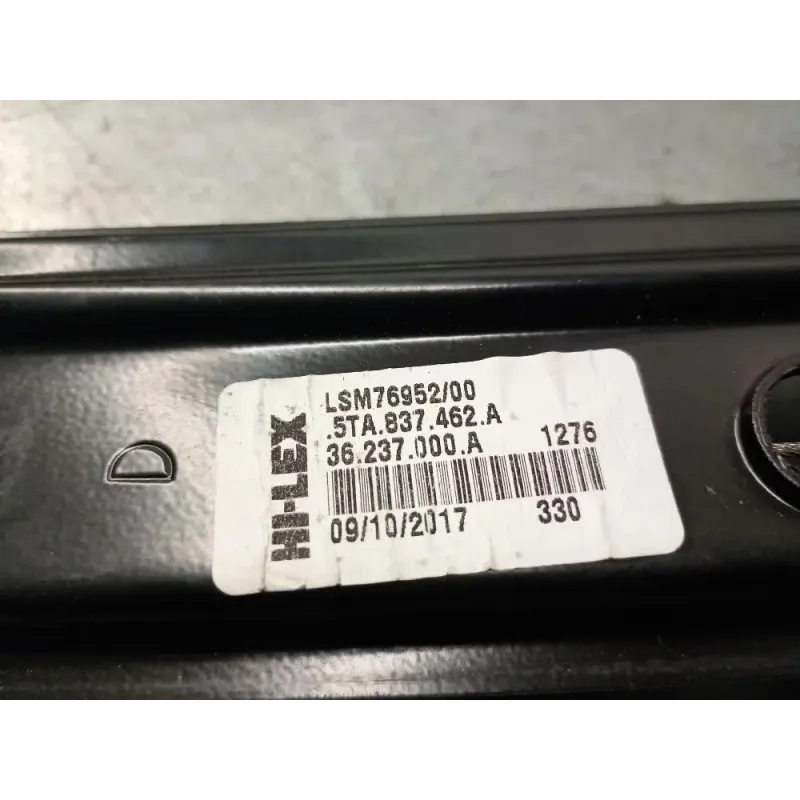 D
HI-LEX
LSM76952/00
.5TA.837.462.A
36.237.000.A 1276
09/10/2017 330